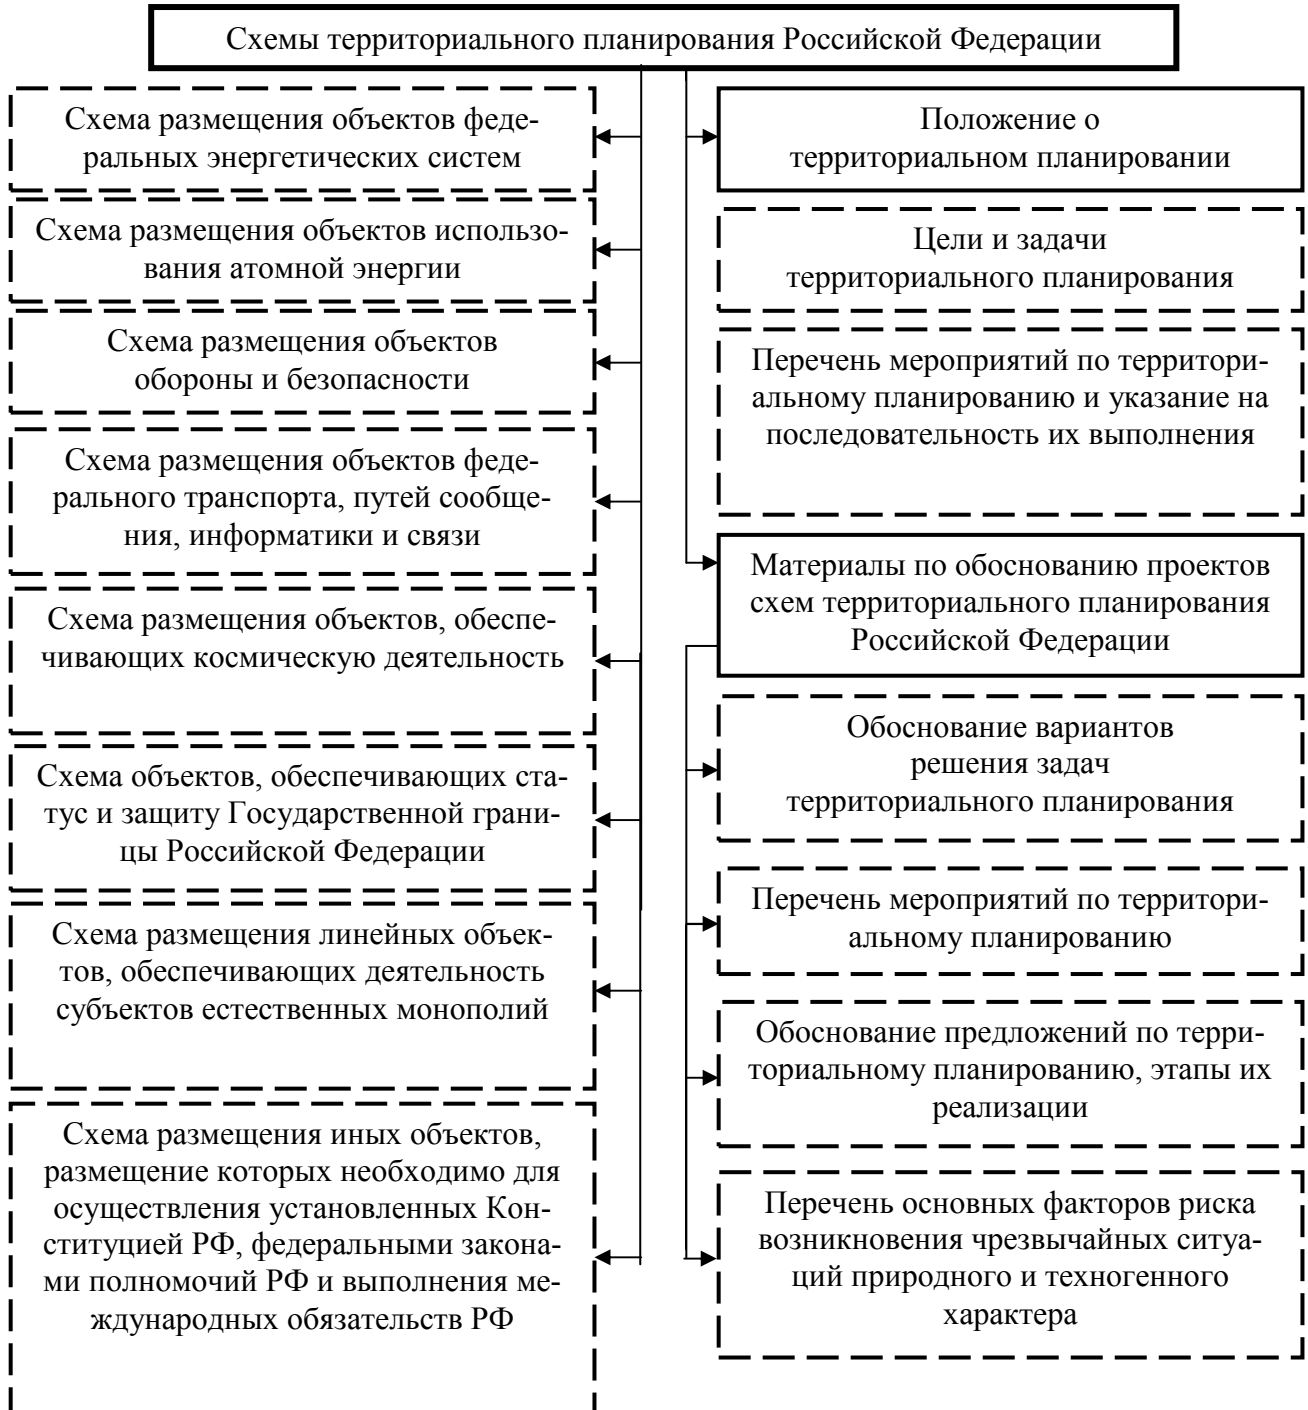 Схемы территориального планирования Российской Федерации
Схема размещения объектов феде-
ральных энергетических систем
Схема размещения объектов использо-
вания атомной энергии
Схема размещения объектов
обороны и безопасности
Схема размещения объектов феде-
рального транспорта, путей сообще-
ния, информатики и связи
Схема размещения объектов, обеспе-
чивающих космическую деятельность
Схема объектов, обеспечивающих ста-
тус и защиту Государственной грани-
цы Российской Федерации
Схема размещения линейных объек-
тов, обеспечивающих деятельность
субъектов естественных монополий
Схема размещения иных объектов,
размещение которых необходимо для
осуществления установленных Кон-
ституцией РФ, федеральными закона-
ми полномочий РФ и выполнения ме-
ждународных обязательств РФ
Положение о
территориальном планировании
Цели и задачи
территориального планирования
Перечень мероприятий по территори-
альному планированию и указание на
последовательность их выполнения
Материалы по обоснованию проектов
схем территориального планирования
Российской Федерации
Обоснование вариантов
решения задач
территориального планирования
Перечень мероприятий по территори-
альному планированию
Обоснование предложений по терри-
ториальному планированию, этапы их
реализации
Перечень основных факторов риска
возникновения чрезвычайных ситуа-
ций природного и техногенного
характера